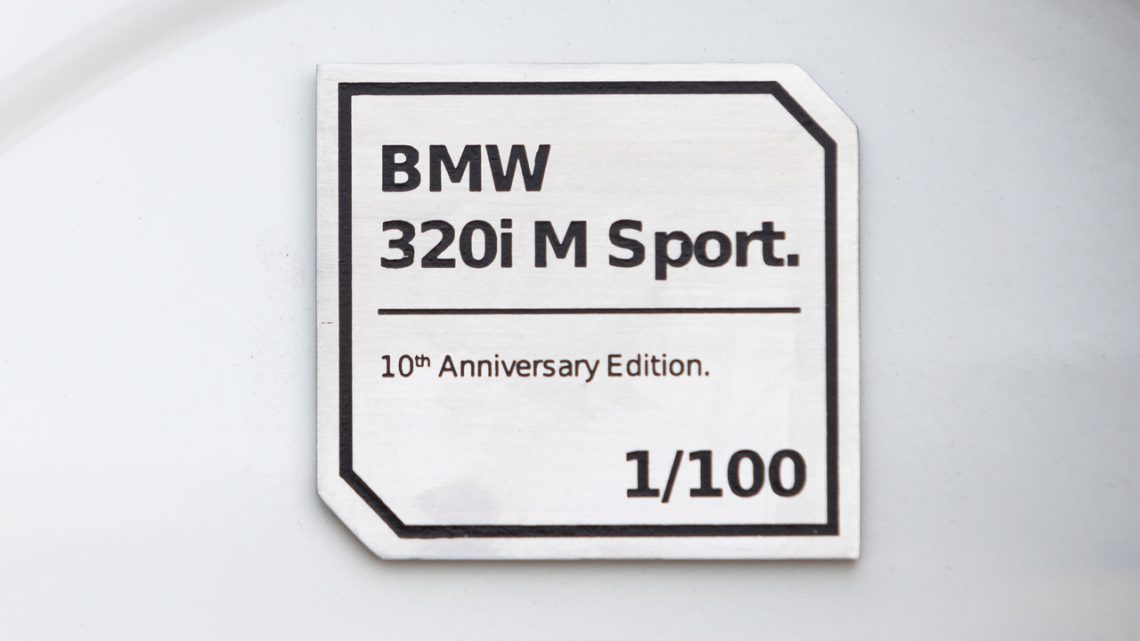 BMW
320i M Sport.
10th Anniversary Edition.
1/100